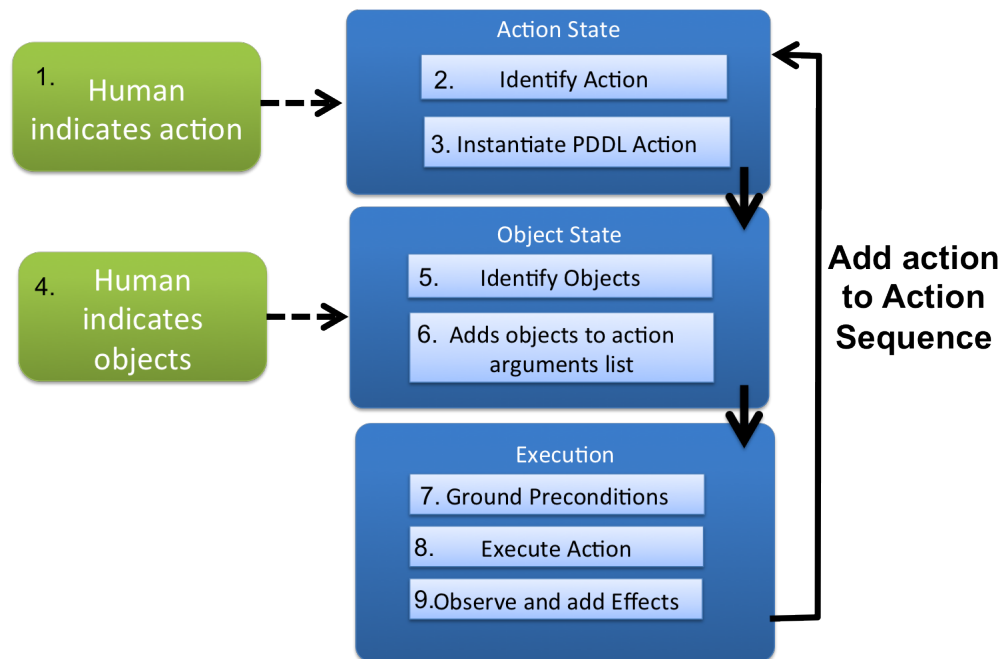 1.
Human
indicates action
Action State
2. Identify Action
3. Instantiate PDDL Action
4. Human
indicates
objects
Object State
5. Identify Objects
6. Adds objects to action
arguments list
Execution
7. Ground Preconditions
8. Execute Action
9.Observe and add Effects
Add action
to Action
Sequence